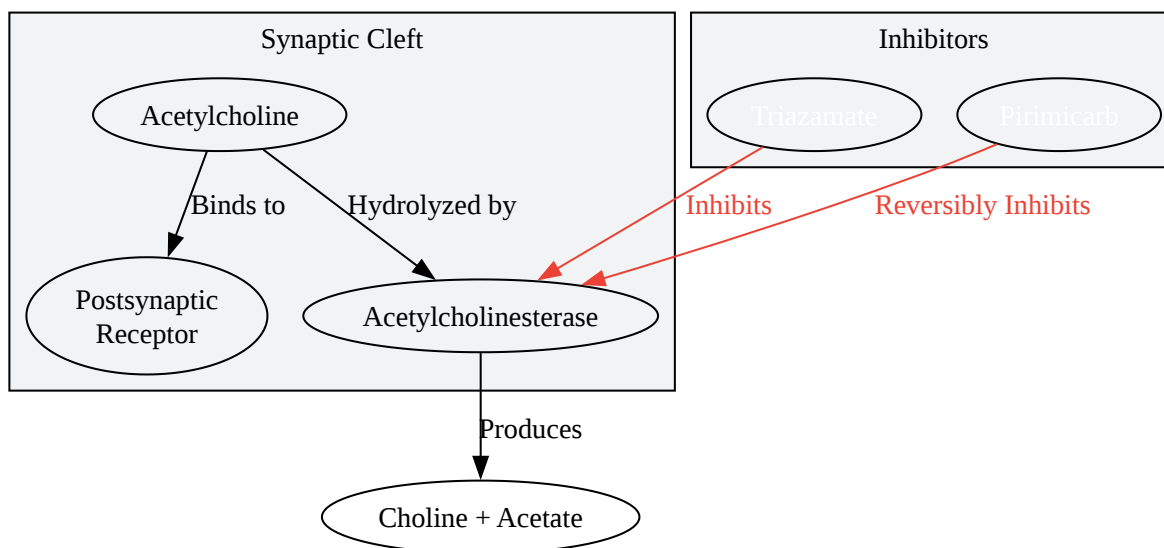 Synaptic Cleft
Inhibitors
Acetylcholine
Triazamate
Pirimicarb
Binds to
Hydrolyzed by
Inhibits
Reversibly Inhibits
Postsynaptic
Receptor
Acetylcholinesterase
Produces
Choline + Acetate